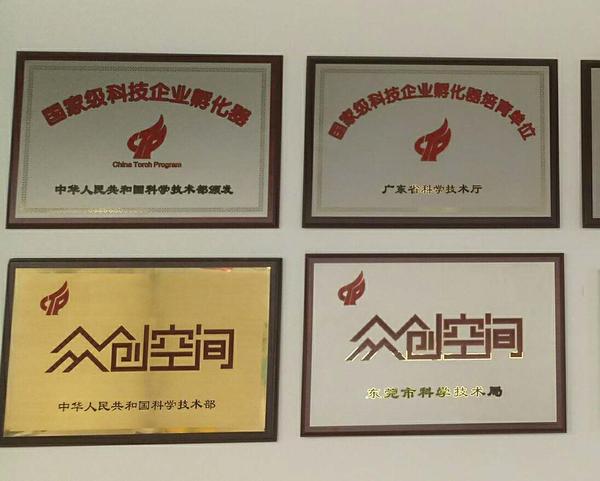 国家级科技企业孵化器
China Torch Program
中华人民共和国科学技术部颁发
国家级科技企业孵化器培育单位
广东省科学技术厅
众创空间
中华人民共和国科学技术部
众创空间
东莞市科学技术局